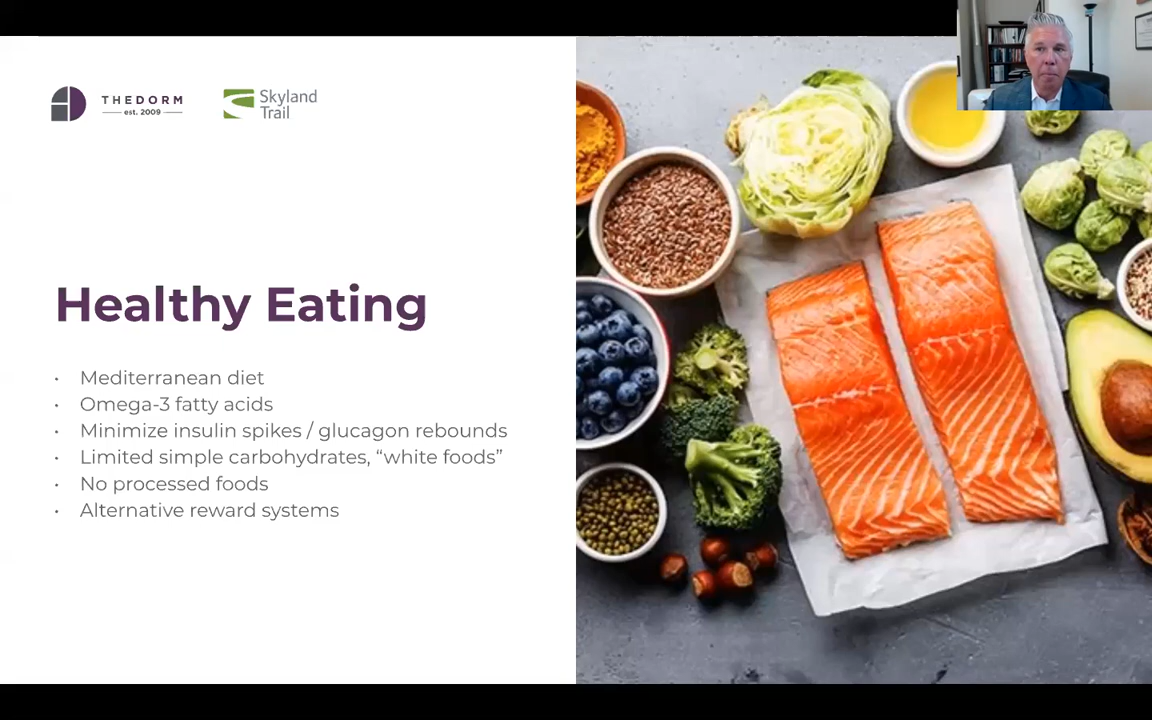 THEDORM
est. 2009
Skyland
Trail
Healthy Eating
• Mediterranean diet
• Omega-3 fatty acids
• Minimize insulin spikes / glucagon rebounds
• Limited simple carbohydrates, “white foods”
• No processed foods
• Alternative reward systems